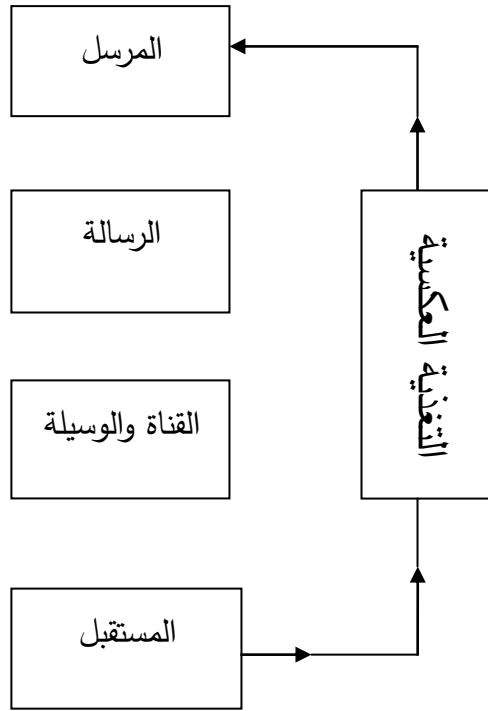 المرسل
الرسالة
القناة والوسيلة
المستقبل
التغذية العكسية